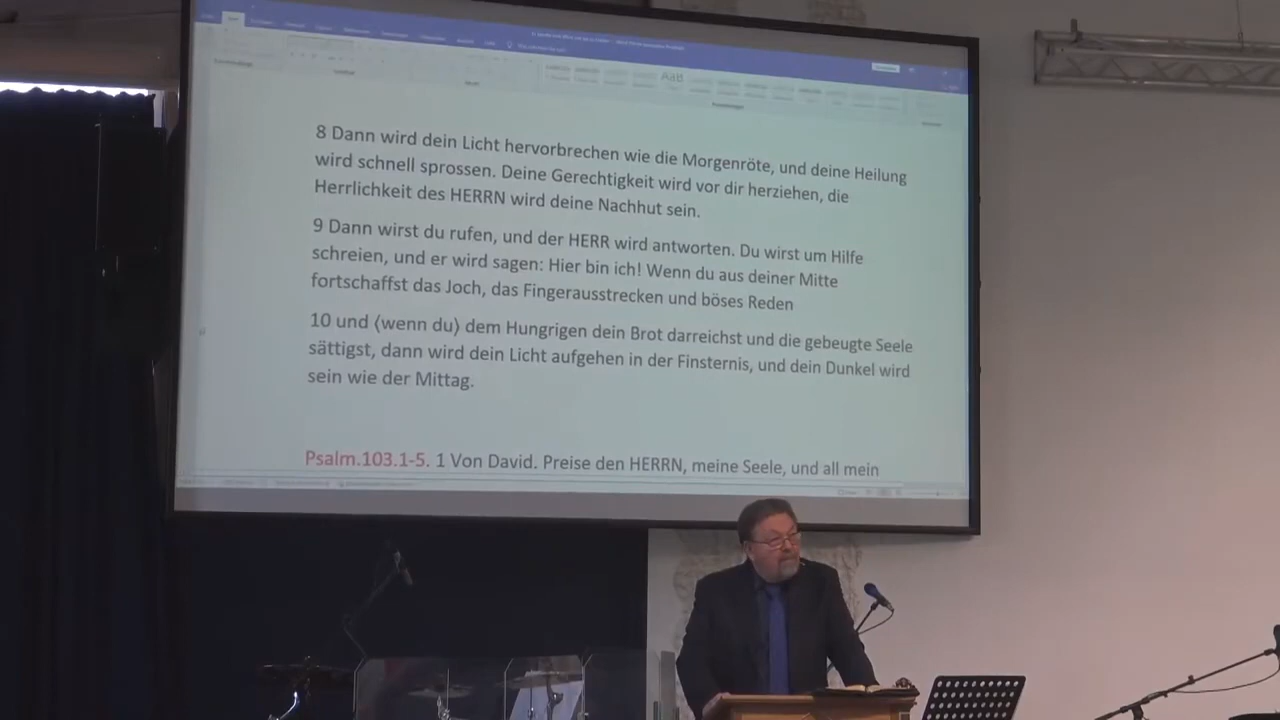 AaB
8 Dann wird dein Licht hervorbrechen wie die Morgenröte, und deine Heilung
wird schnell sprossen. Deine Gerechtigkeit wird vor dir herziehen, die
Herrlichkeit des HERRN wird deine Nachhut sein.
9 Dann wirst du rufen, und der HERR wird antworten. Du wirst um Hilfe
schreien, und er wird sagen: Hier bin ich! Wenn du aus deiner Mitte
fortschaffst das Joch, das Fingerausstrecken und böses Reden
10 und ⟨wenn du⟩ dem Hungrigen dein Brot darreichst und die gebeugte Seele
sättigst, dann wird dein Licht aufgehen in der Finsternis, und dein Dunkel wird
sein wie der Mittag.
Psalm.103.1-5. 1 Von David. Preise den HERRN, meine Seele, und all mein